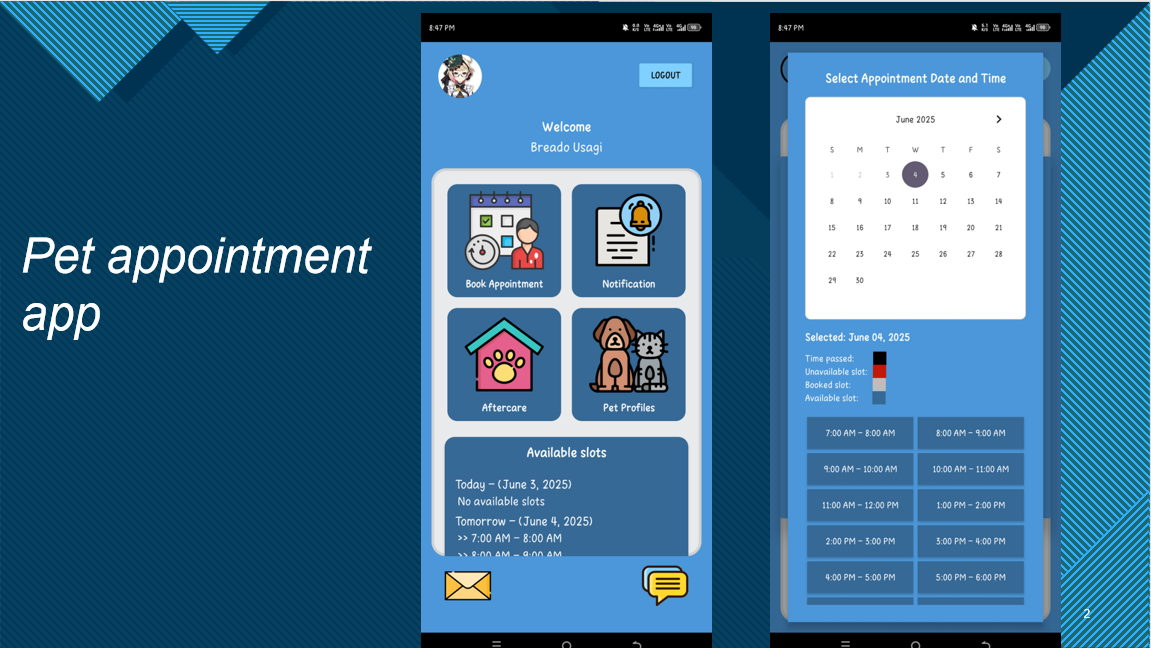 Pet appointment
app
8:47 PM
LOGOUT
Welcome
Breado Usagi
Book Appointment
Notification
Aftercare
Pet Profiles
Available slots
Today – (June 3, 2025)
No available slots
Tomorrow – (June 4, 2025)
>> 7:00 AM – 8:00 AM
>> 8:00 AM – 9:00 AM
8:47 PM
Select Appointment Date and Time
June 2025
S M T W T F S
1 2 3 4 5 6 7
8 9 10 11 12 13 14
15 16 17 18 19 20 21
22 23 24 25 26 27 28
29 30
Selected: June 04, 2025
Time passed:
Unavailable slot:
Booked slot:
Available slot:
7:00 AM – 8:00 AM 8:00 AM – 9:00 AM
9:00 AM – 10:00 AM 10:00 AM – 11:00 AM
11:00 AM – 12:00 PM 1:00 PM – 2:00 PM
2:00 PM – 3:00 PM 3:00 PM – 4:00 PM
4:00 PM – 5:00 PM 5:00 PM – 6:00 PM
2